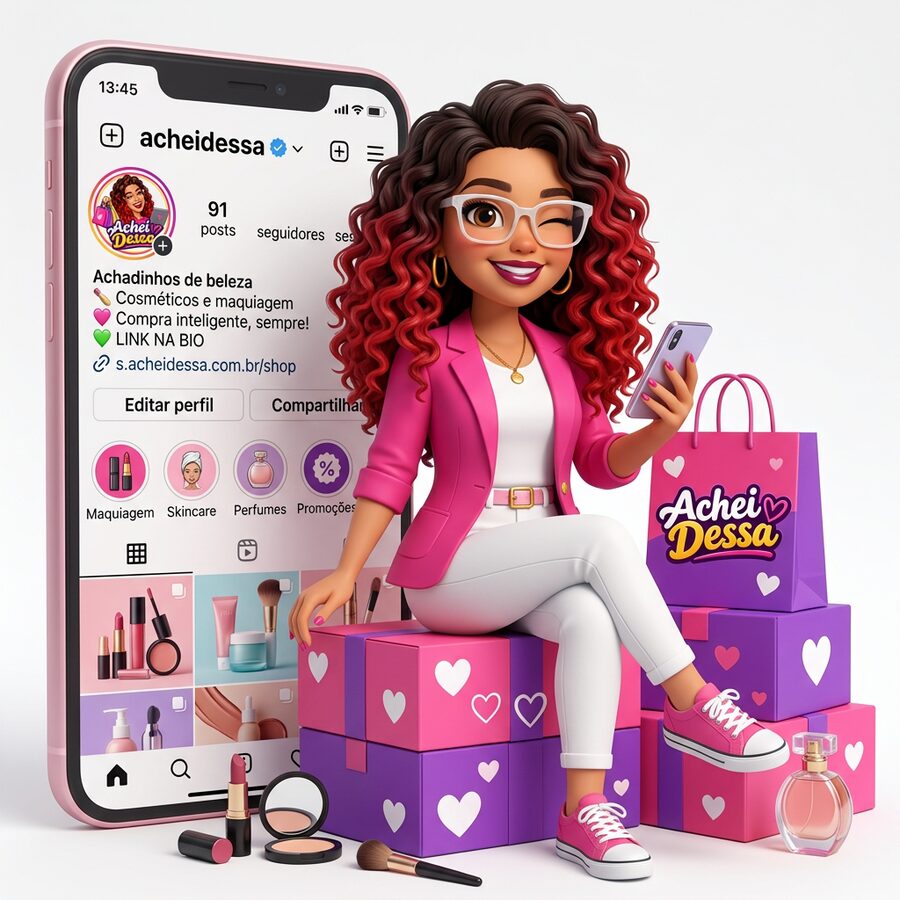 13:45
acheidessa
91
posts
seguidores
Achei
Dessa
Achadinhos de beleza
Cosméticos e maquiagem
Compra inteligente, sempre!
LINK NA BIO
s.acheidessa.com.br/shop
Editar perfil
Compartilhar
Maquiagem Skincare Perfumes Promoções
%
Achei
Dessa